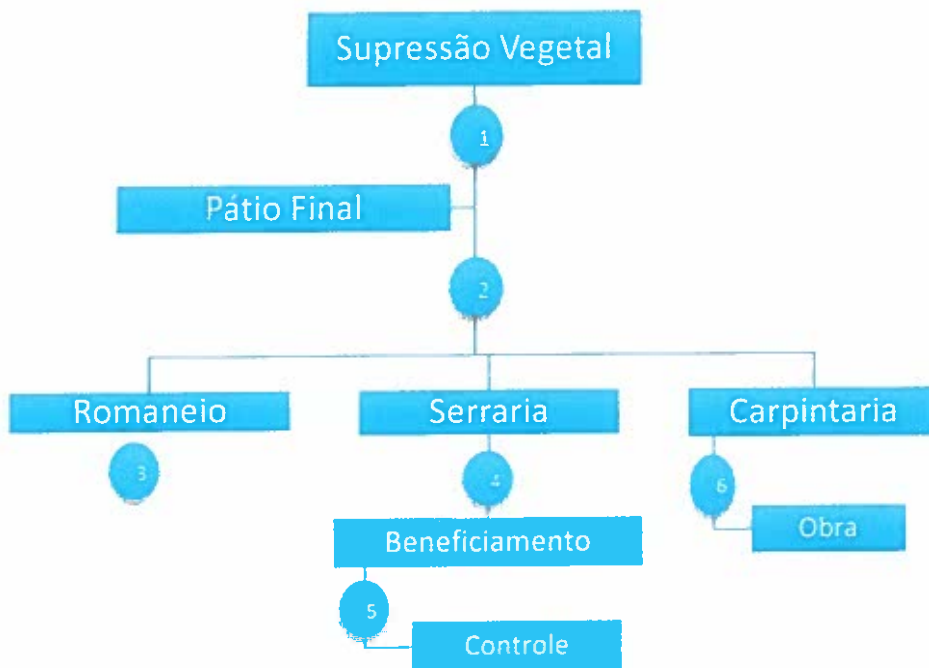 Supressão Vegetal
1
Pátio Final
2
Romaneio
Serraria
Carpintaria
3
4
6
Beneficiamento
Obra
5
Controle